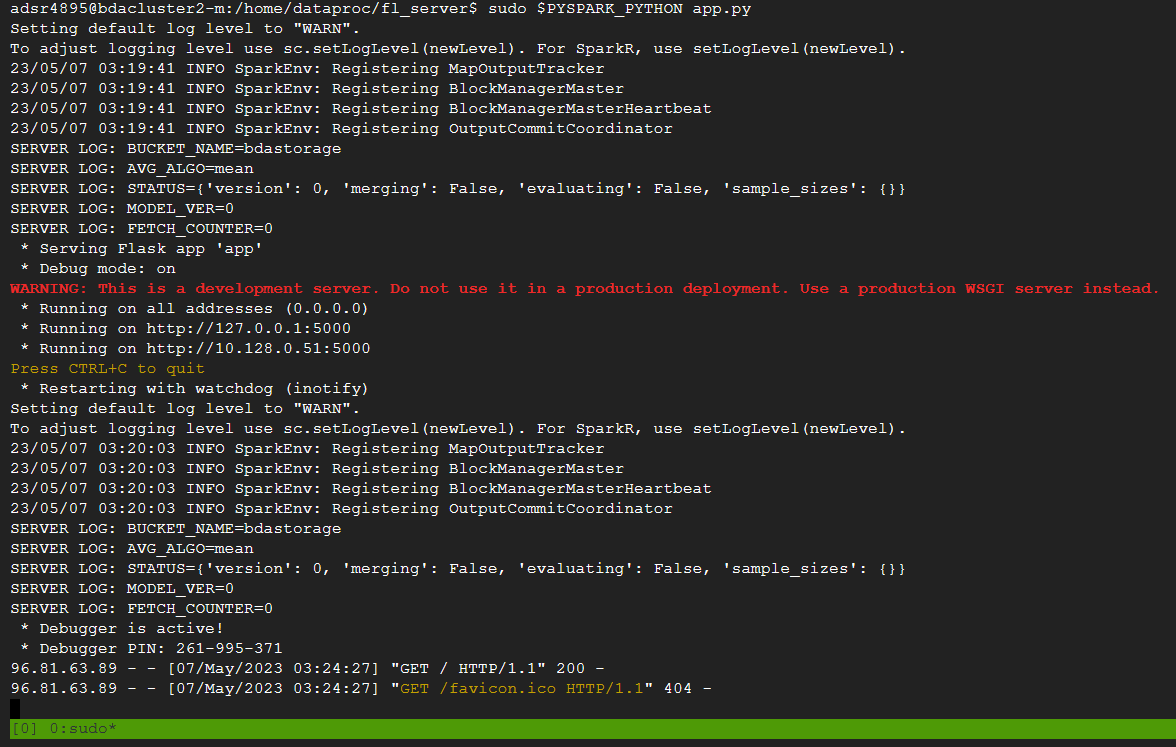 adsr4895@bdacluster2-m:/home/dataproc/fl_server$ sudo $PYSPARK_PYTHON app.py
Setting default log level to "WARN".
To adjust logging level use sc.setLogLevel(newLevel). For SparkR, use setLogLevel(newLevel).
23/05/07 03:19:41 INFO SparkEnv: Registering MapOutputTracker
23/05/07 03:19:41 INFO SparkEnv: Registering BlockManagerMaster
23/05/07 03:19:41 INFO SparkEnv: Registering BlockManagerMasterHeartbeat
23/05/07 03:19:41 INFO SparkEnv: Registering OutputCommitCoordinator
SERVER LOG: BUCKET_NAME=bdastorage
SERVER LOG: AVG_ALGO=mean
SERVER LOG: STATUS={'version': 0, 'merging': False, 'evaluating': False, 'sample_sizes': {}}
SERVER LOG: MODEL_VER=0
SERVER LOG: FETCH_COUNTER=0
 * Serving Flask app 'app'
 * Debug mode: on
WARNING: This is a development server. Do not use it in a production deployment. Use a production WSGI server instead.
 * Running on all addresses (0.0.0.0)
 * Running on http://127.0.0.1:5000
 * Running on http://10.128.0.51:5000
Press CTRL+C to quit
 * Restarting with watchdog (inotify)
Setting default log level to "WARN".
To adjust logging level use sc.setLogLevel(newLevel). For SparkR, use setLogLevel(newLevel).
23/05/07 03:20:03 INFO SparkEnv: Registering MapOutputTracker
23/05/07 03:20:03 INFO SparkEnv: Registering BlockManagerMaster
23/05/07 03:20:03 INFO SparkEnv: Registering BlockManagerMasterHeartbeat
23/05/07 03:20:03 INFO SparkEnv: Registering OutputCommitCoordinator
SERVER LOG: BUCKET_NAME=bdastorage
SERVER LOG: AVG_ALGO=mean
SERVER LOG: STATUS={'version': 0, 'merging': False, 'evaluating': False, 'sample_sizes': {}}
SERVER LOG: MODEL_VER=0
SERVER LOG: FETCH_COUNTER=0
 * Debugger is active!
 * Debugger PIN: 261-995-371
96.81.63.89 - - [07/May/2023 03:24:27] "GET / HTTP/1.1" 200 -
96.81.63.89 - - [07/May/2023 03:24:27] "GET /favicon.ico HTTP/1.1" 404 -
[0] 0:sudo*